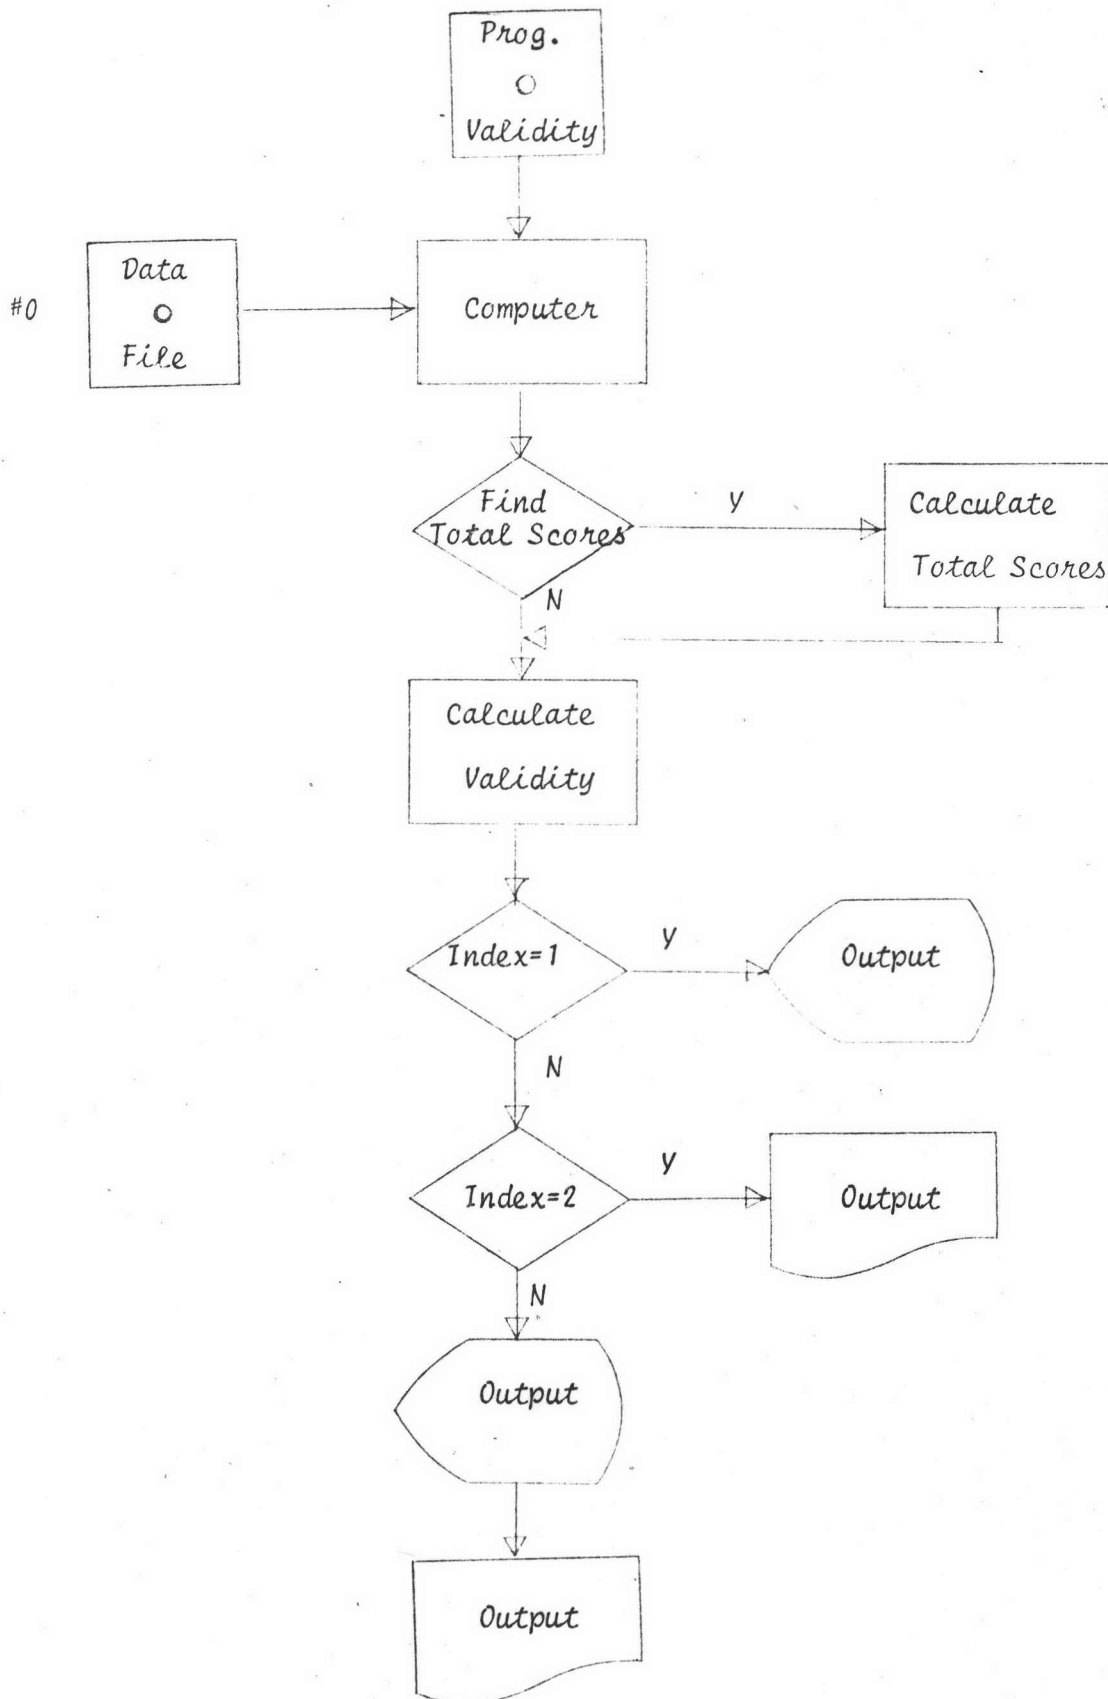 Prog.
Validity
#0
Data
File
Computer
Find
Total Scores
Y
Calculate
Total Scores
N
Calculate
Validity
Index=1
Y
Output
N
Index=2
Y
Output
N
Output
Output